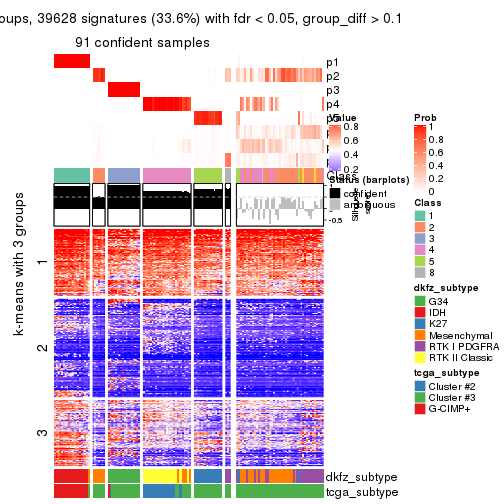 oups, 39628 signatures (33.6%) with fdr < 0.05, group_diff > 0.1
91 confident samples
p1
p2
p3
p4
Value
0.8
0.6
0.4
0.2
Class
Status (barplots)
confident
ambiguous
-0.5
k-means with 3 groups
1
2
3
Prob
1
0.8
0.6
0.4
0.2
0
Class
1
2
3
4
5
8
dkfz_subtype
G34
IDH
K27
Mesenchymal
RTK I PDGFRA
RTK II Classic
tcga_subtype
Cluster #2
Cluster #3
G-CIMP+
dkfz_subtype
tcga_subtype